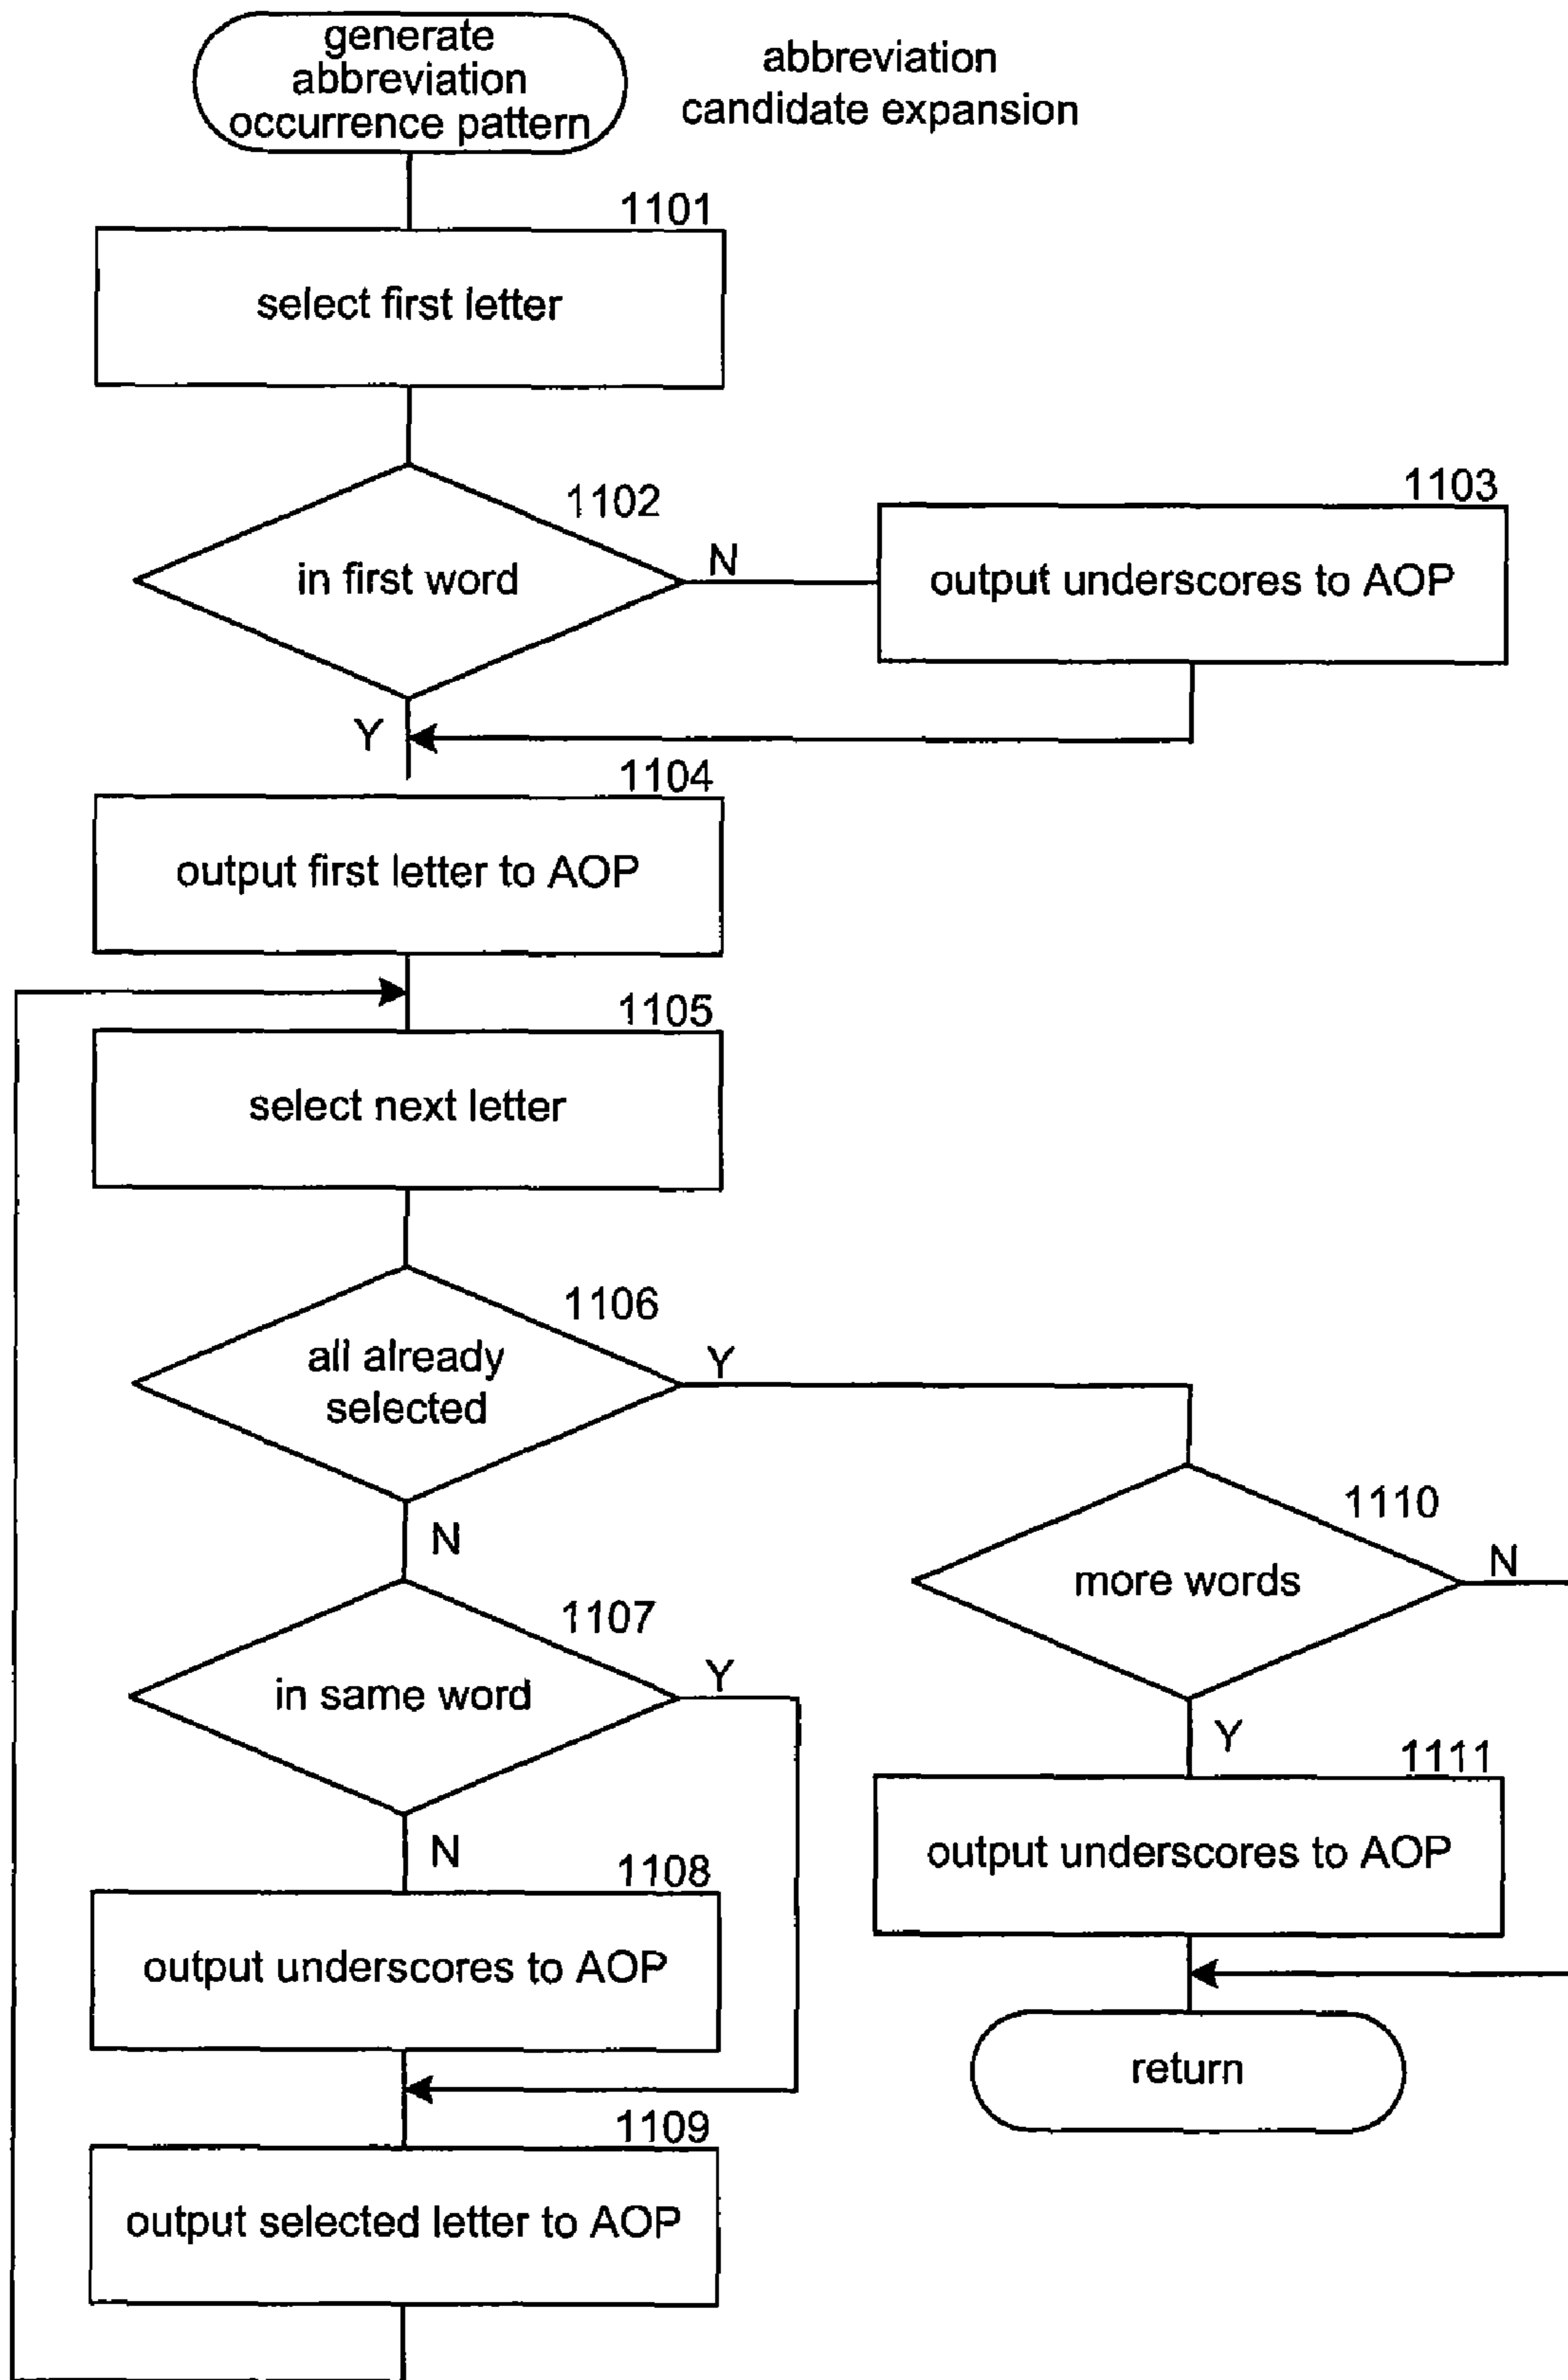 generate
abbreviation
occurrence pattern
abbreviation
candidate expansion
1101
select first letter
1102
in first word
N
1103
output underscores to AOP
Y
1104
output first letter to AOP
1105
select next letter
1106
all already
selected
Y
N
1110
more words
N
1107
in same word
Y
Y
1111
output underscores to AOP
N
1108
output underscores to AOP
return
1109
output selected letter to AOP